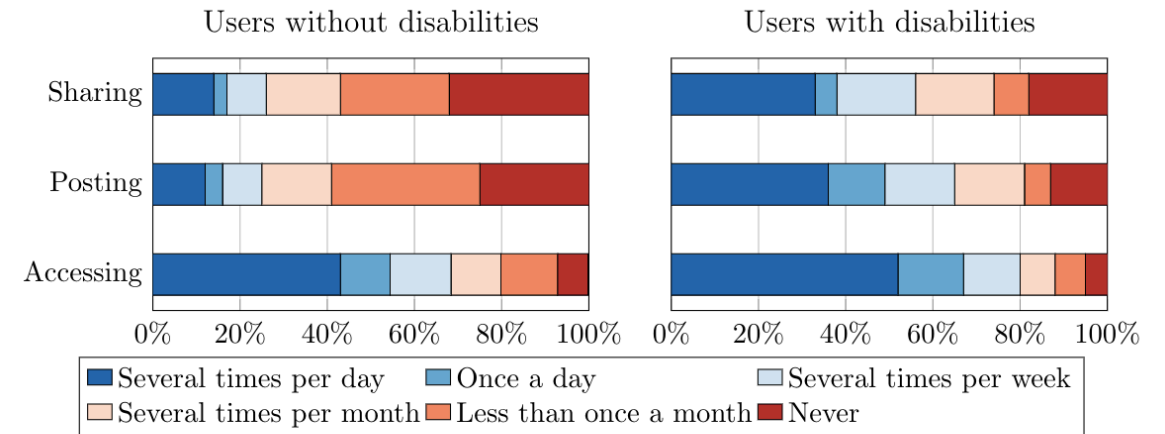 Users without disabilities Users with disabilities
Sharing
Posting
Accessing
0% 20% 40% 60% 80% 100% 0% 20% 40% 60% 80% 100%
Several times per day Once a day Several times per week
Several times per month Less than once a month Never